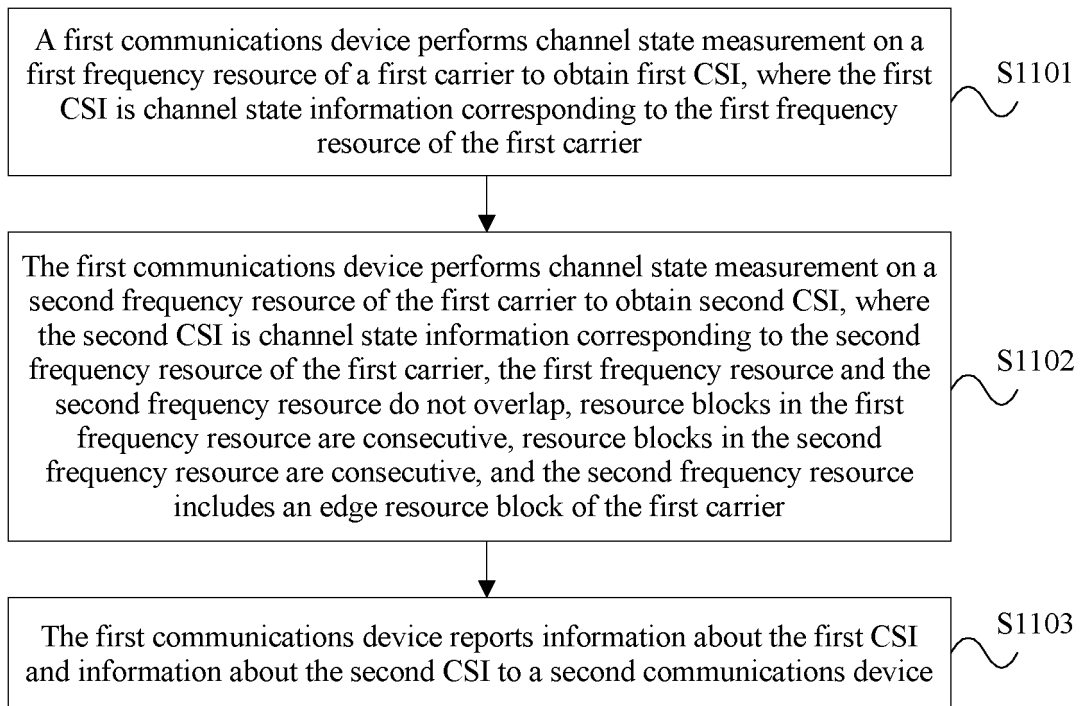 A first communications device performs channel state measurement on a
first frequency resource of a first carrier to obtain first CSI, where the
first CSI is channel state information corresponding to the first frequency
resource of the first carrier
S1101
The first communications device performs channel state measurement on a
second frequency resource of the first carrier to obtain second CSI, where
the second CSI is channel state information corresponding to the second
frequency resource of the first carrier, the first frequency resource and the
second frequency resource do not overlap, resource blocks in the first
frequency resource are consecutive, resource blocks in the second
frequency resource are consecutive, and the second frequency resource
includes an edge resource block of the first carrier
S1102
The first communications device reports information about the first CSI
and information about the second CSI to a second communications device
S1103